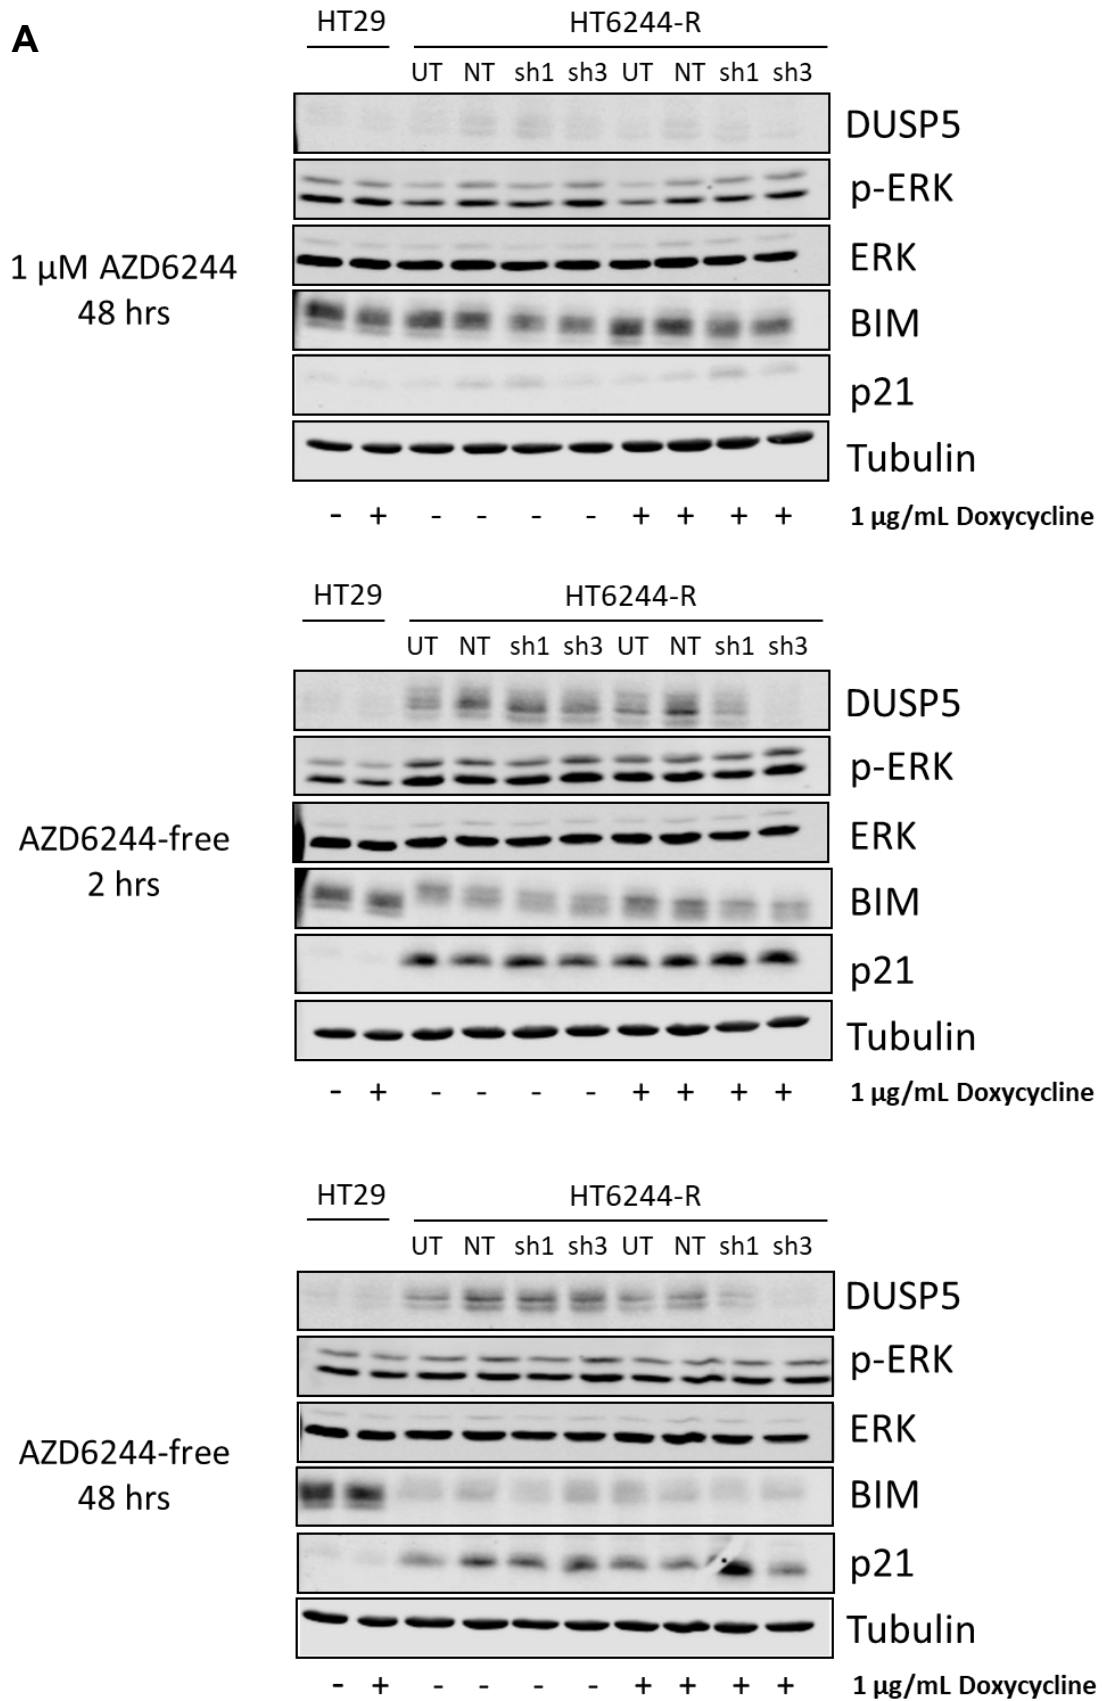 A
HT29 HT6244-R
UT NT sh1 sh3 UT NT sh1 sh3
DUSP5
p-ERK
ERK
1 µM AZD6244
48 hrs
BIM
p21
Tubulin
- + - - - - + + + + 1 µg/mL Doxycycline
HT29 HT6244-R
UT NT sh1 sh3 UT NT sh1 sh3
DUSP5
p-ERK
ERK
AZD6244-free
2 hrs
BIM
p21
Tubulin
- + - - - - + + + + 1 µg/mL Doxycycline
HT29 HT6244-R
UT NT sh1 sh3 UT NT sh1 sh3
DUSP5
p-ERK
ERK
AZD6244-free
48 hrs
BIM
p21
Tubulin
- + - - - - + + + + 1 µg/mL Doxycycline